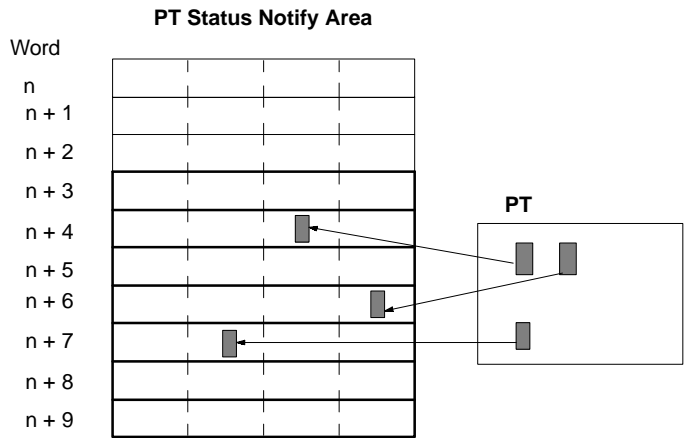 PT Status Notify Area
Word
n
n + 1
n + 2
n + 3
n + 4
n + 5
n + 6
n + 7
n + 8
n + 9
PT